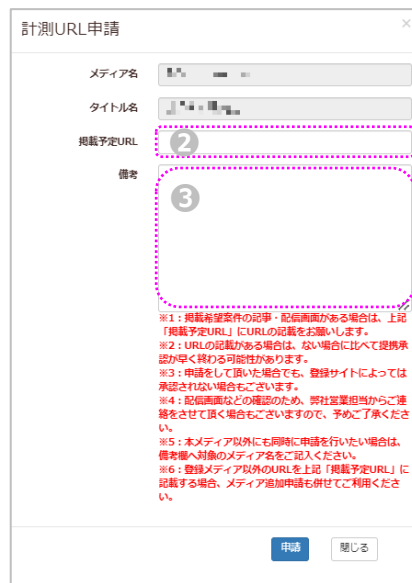 計測URL申請
×
メディア名
タイトル名
掲載予定URL
2
備考
3
※1：掲載希望案件の記事・配信画面がある場合は、上記
「掲載予定URL」にURLの記載をお願いします。
※2：URLの記載がある場合は、ない場合に比べて提携承
認が早く終わる可能性があります。
※3：申請をして頂いた場合でも、登録サイトによっては
承認されない場合もございます。
※4：配信画面などの確認のため、弊社営業担当からご連
絡をさせて頂く場合もございますので、予めご了承くださ
い。
※5：本メディア以外にも同時に申請を行いたい場合は、
備考欄へ対象のメディア名をご記入ください。
※6：登録メディア以外のURLを上記「掲載予定URL」に
記載する場合、メディア追加申請も併せてご利用くださ
い。
申請
閉じる